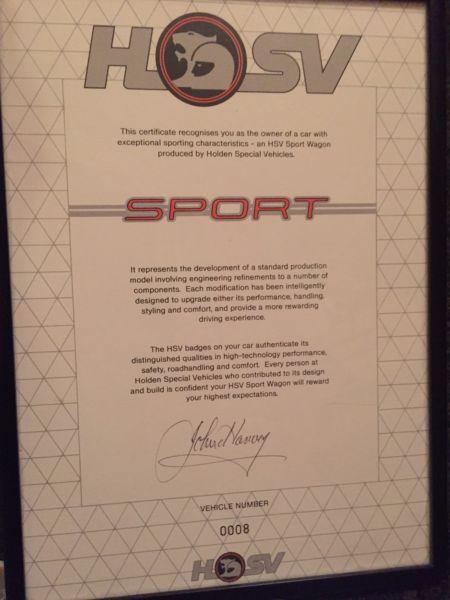 HSV
This certificate recognises you as the owner of a car with
exceptional sporting characteristics - an HSV Sport Wagon
produced by Holden Special Vehicles.
SPORT
It represents the development of a standard production
model involving engineering refinements to a number of
components. Each modification has been intelligently
designed to upgrade either its performance, handling,
styling and comfort, and provide a more rewarding
driving experience.
The HSV badges on your car authenticate its
distinguished qualities in high-technology performance,
safety, roadhandling and comfort. Every person at
Holden Special Vehicles who contributed to its design
and build is confident your HSV Sport Wagon will reward
your highest expectations.
John Harvey
VEHICLE NUMBER
0008
HSV